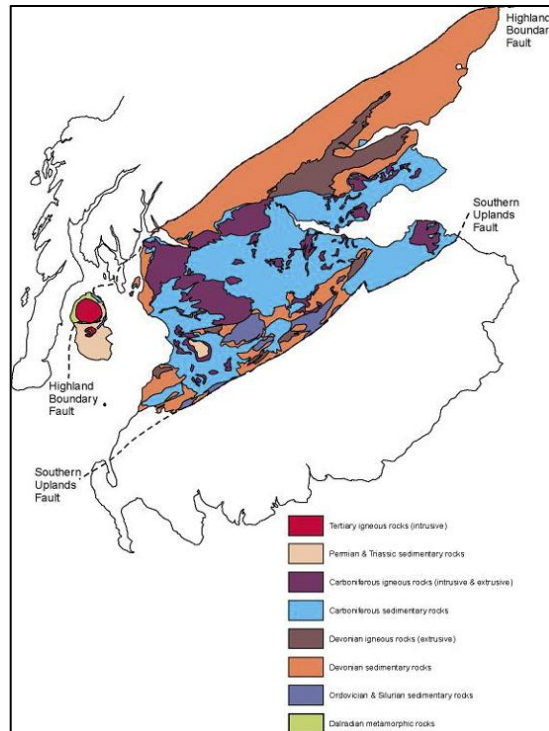 Highland
Boundary
Fault
Southern
Uplands
Fault
Highland
Boundary
Fault
Southern
Uplands
Fault
Tertiary igneous rocks (intrusive)
Permian & Triassic sedimentary rocks
Carboniferous igneous rocks (intrusive & extrusive)
Carboniferous sedimentary rocks
Devonian igneous rocks (extrusive)
Devonian sedimentary rocks
Ordovician & Silurian sedimentary rocks
Dalradian metamorphic rocks